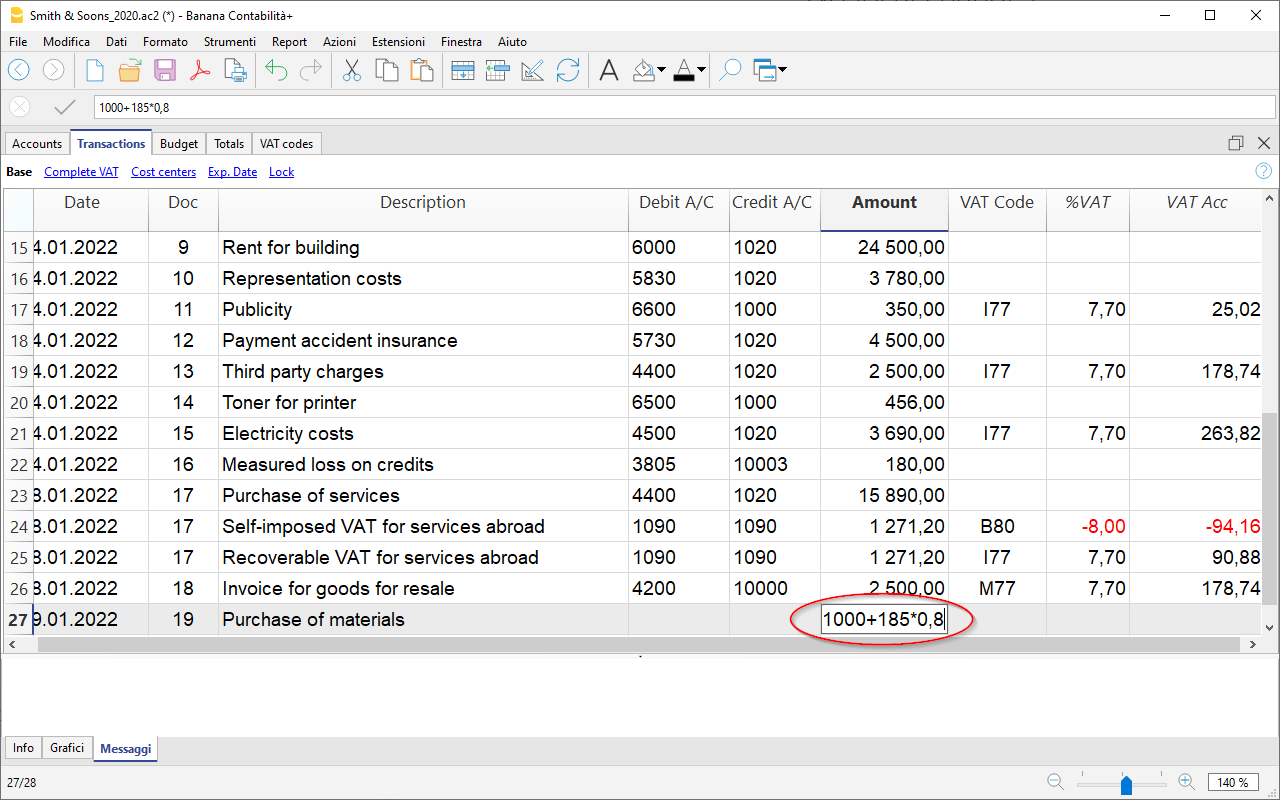 Smith & Soons_2020.ac2 (*) - Banana Contabilità+
File Modifica Dati Formato Strumenti Report Azioni Estensioni Finestra Aiuto
1000+185*0,8
Accounts Transactions Budget Totals VAT codes
Base Complete VAT Cost centers Exp. Date Lock
Date Doc Description Debit A/C Credit A/C Amount VAT Code %VAT VAT Acc
15 4.01.2022 9 Rent for building 6000 1020 24 500,00
16 4.01.2022 10 Representation costs 5830 1020 3 780,00
17 4.01.2022 11 Publicity 6600 1000 350,00 I77 7,70 25,02
18 4.01.2022 12 Payment accident insurance 5730 1020 4 500,00
19 4.01.2022 13 Third party charges 4400 1020 2 500,00 I77 7,70 178,74
20 4.01.2022 14 Toner for printer 6500 1000 456,00
21 4.01.2022 15 Electricity costs 4500 1020 3 690,00 I77 7,70 263,82
22 4.01.2022 16 Measured loss on credits 3805 10003 180,00
23 8.01.2022 17 Purchase of services 4400 1020 15 890,00
24 8.01.2022 17 Self-imposed VAT for services abroad 1090 1090 1 271,20 B80 -8,00 -94,16
25 8.01.2022 17 Recoverable VAT for services abroad 1090 1090 1 271,20 I77 7,70 90,88
26 8.01.2022 18 Invoice for goods for resale 4200 10000 2 500,00 M77 7,70 178,74
27 9.01.2022 19 Purchase of materials 1000+185*0,8
Info Grafici Messaggi
27/28 140 %